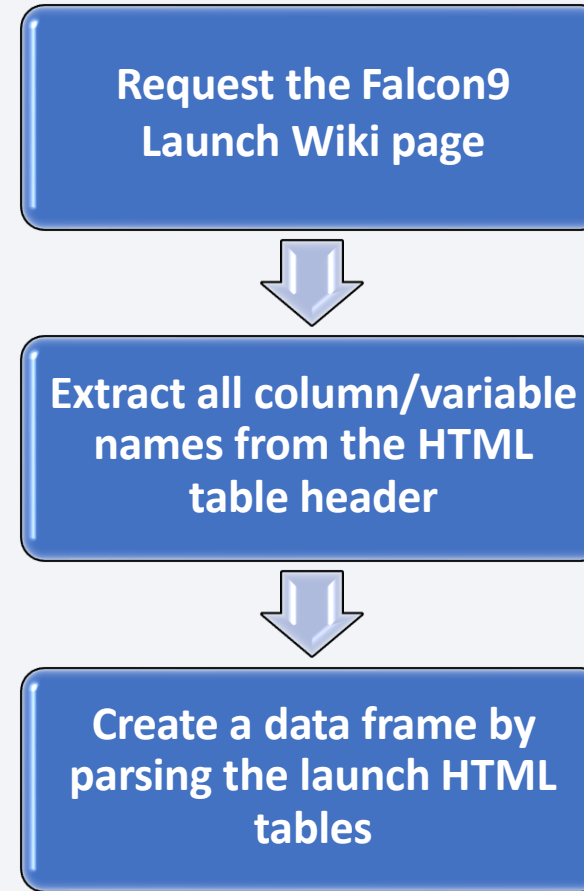 Request the Falcon9
Launch Wiki page
Extract all column/variable
names from the HTML
table header
Create a data frame by
parsing the launch HTML
tables